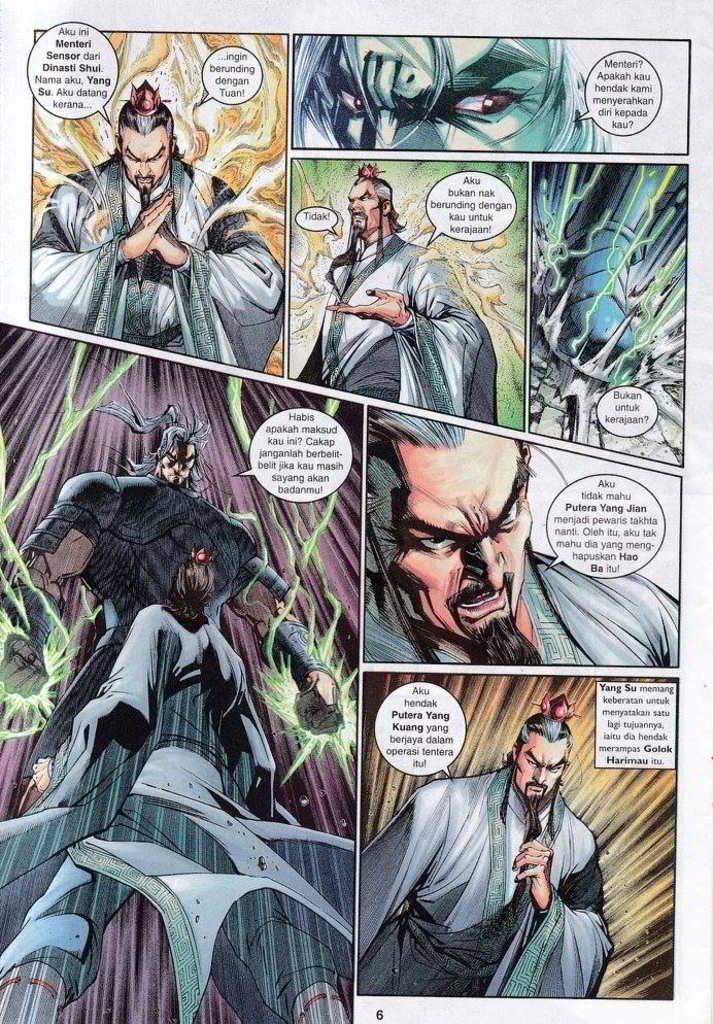 Aku ini
Menteri
Sensor dari
Dinasti Shui.
Nama aku, Yang
Su. Aku datang
kerana...
...ingin
berunding
dengan
Tuan!
Menteri?
Apakah kau
hendak kami
menyerahkan
diri kepada
kau?
Tidak!
Aku
bukan nak
berunding dengan
kau untuk
kerajaan!
Bukan
untuk
kerajaan?
Habis
apakah maksud
kau ini? Cakap
janganlah berbelit-
belit jika kau masih
sayang akan
badanmu!
Aku
tidak mahu
Putera Yang Jian
menjadi pewaris takhta
nanti. Oleh itu, aku tak
mahu dia yang meng-
hapuskan Hao
Ba itu!
Aku
hendak
Putera Yang
Kuang yang
berjaya dalam
operasi tentera
itu!
Yang Su memang
keberatan untuk
menyatakan satu
lagi tujuannya,
iaitu dia hendak
merampas Golok
Harimau itu.
6